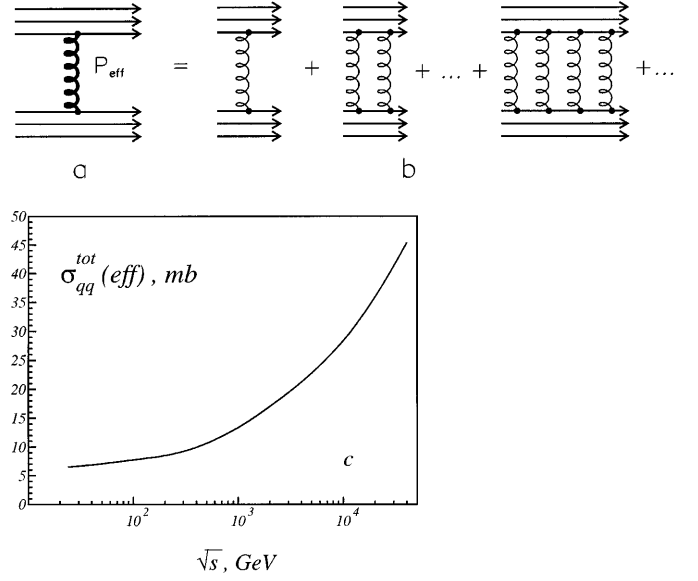 P_eff = + + ... + + ...
a b
50
45
40
35
30
25
20
15
10
5
0
σ_qq^tot (eff) , mb
c
10^2 10^3 10^4
√s , GeV